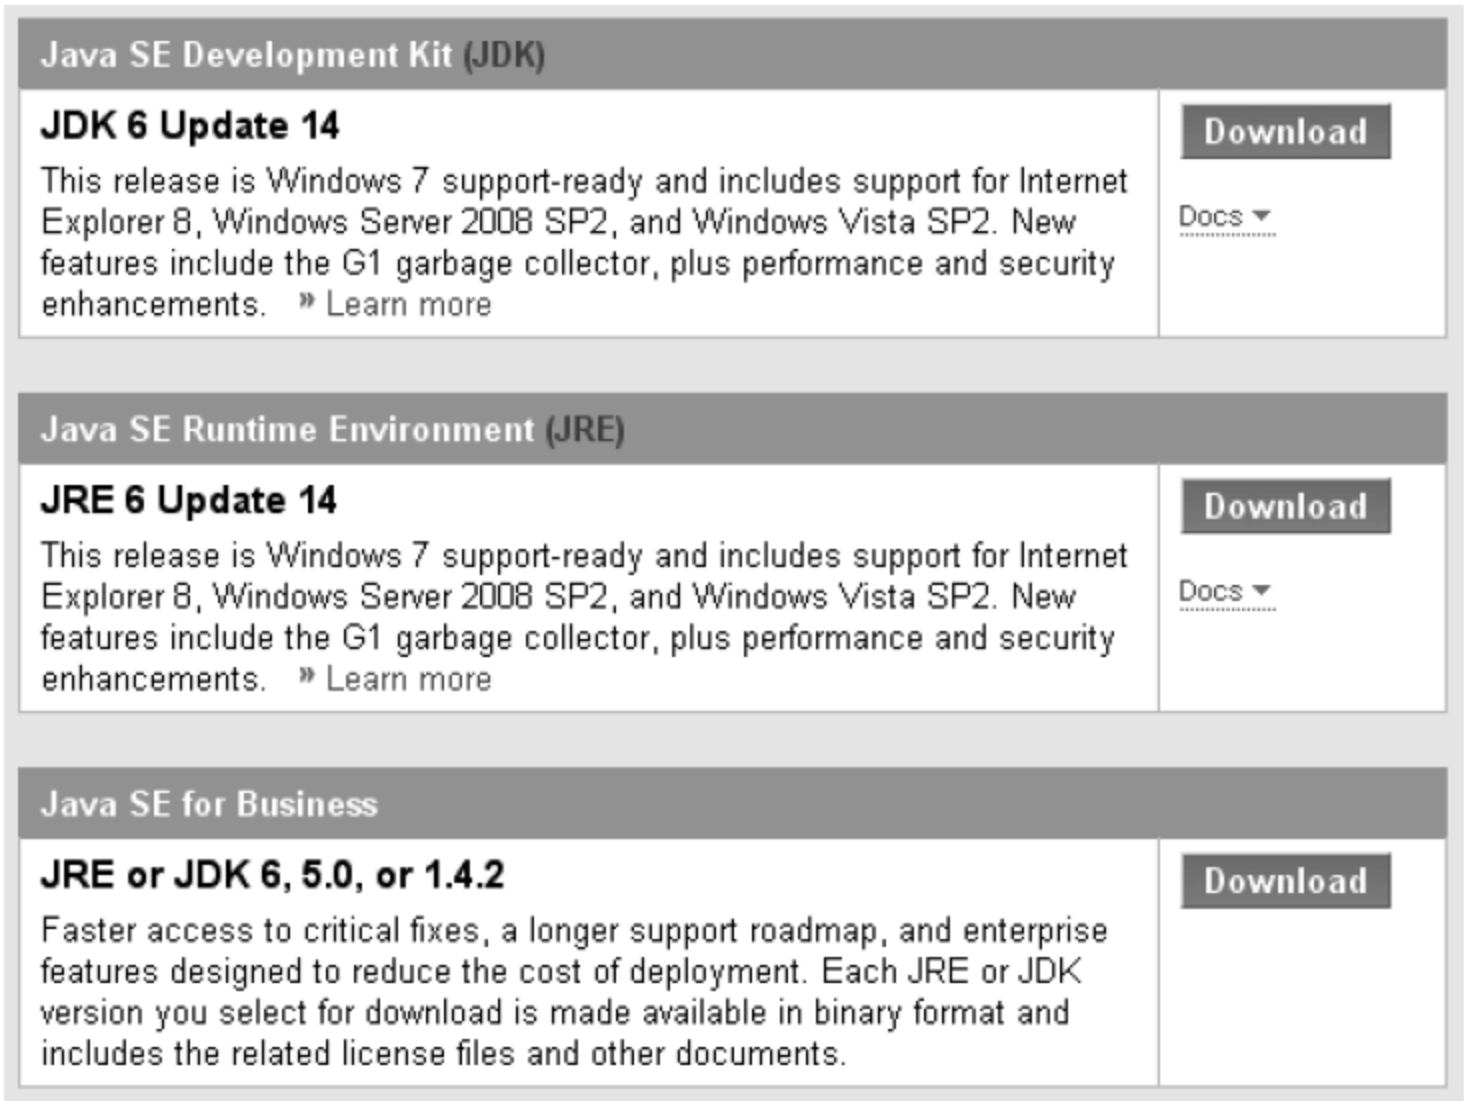 Java SE Development Kit (JDK)
JDK 6 Update 14
This release is Windows 7 support-ready and includes support for Internet
Explorer 8, Windows Server 2008 SP2, and Windows Vista SP2. New
features include the G1 garbage collector, plus performance and security
enhancements. » Learn more
Download
Docs ▼
Java SE Runtime Environment (JRE)
JRE 6 Update 14
This release is Windows 7 support-ready and includes support for Internet
Explorer 8, Windows Server 2008 SP2, and Windows Vista SP2. New
features include the G1 garbage collector, plus performance and security
enhancements. » Learn more
Download
Docs ▼
Java SE for Business
JRE or JDK 6, 5.0, or 1.4.2
Faster access to critical fixes, a longer support roadmap, and enterprise
features designed to reduce the cost of deployment. Each JRE or JDK
version you select for download is made available in binary format and
includes the related license files and other documents.
Download